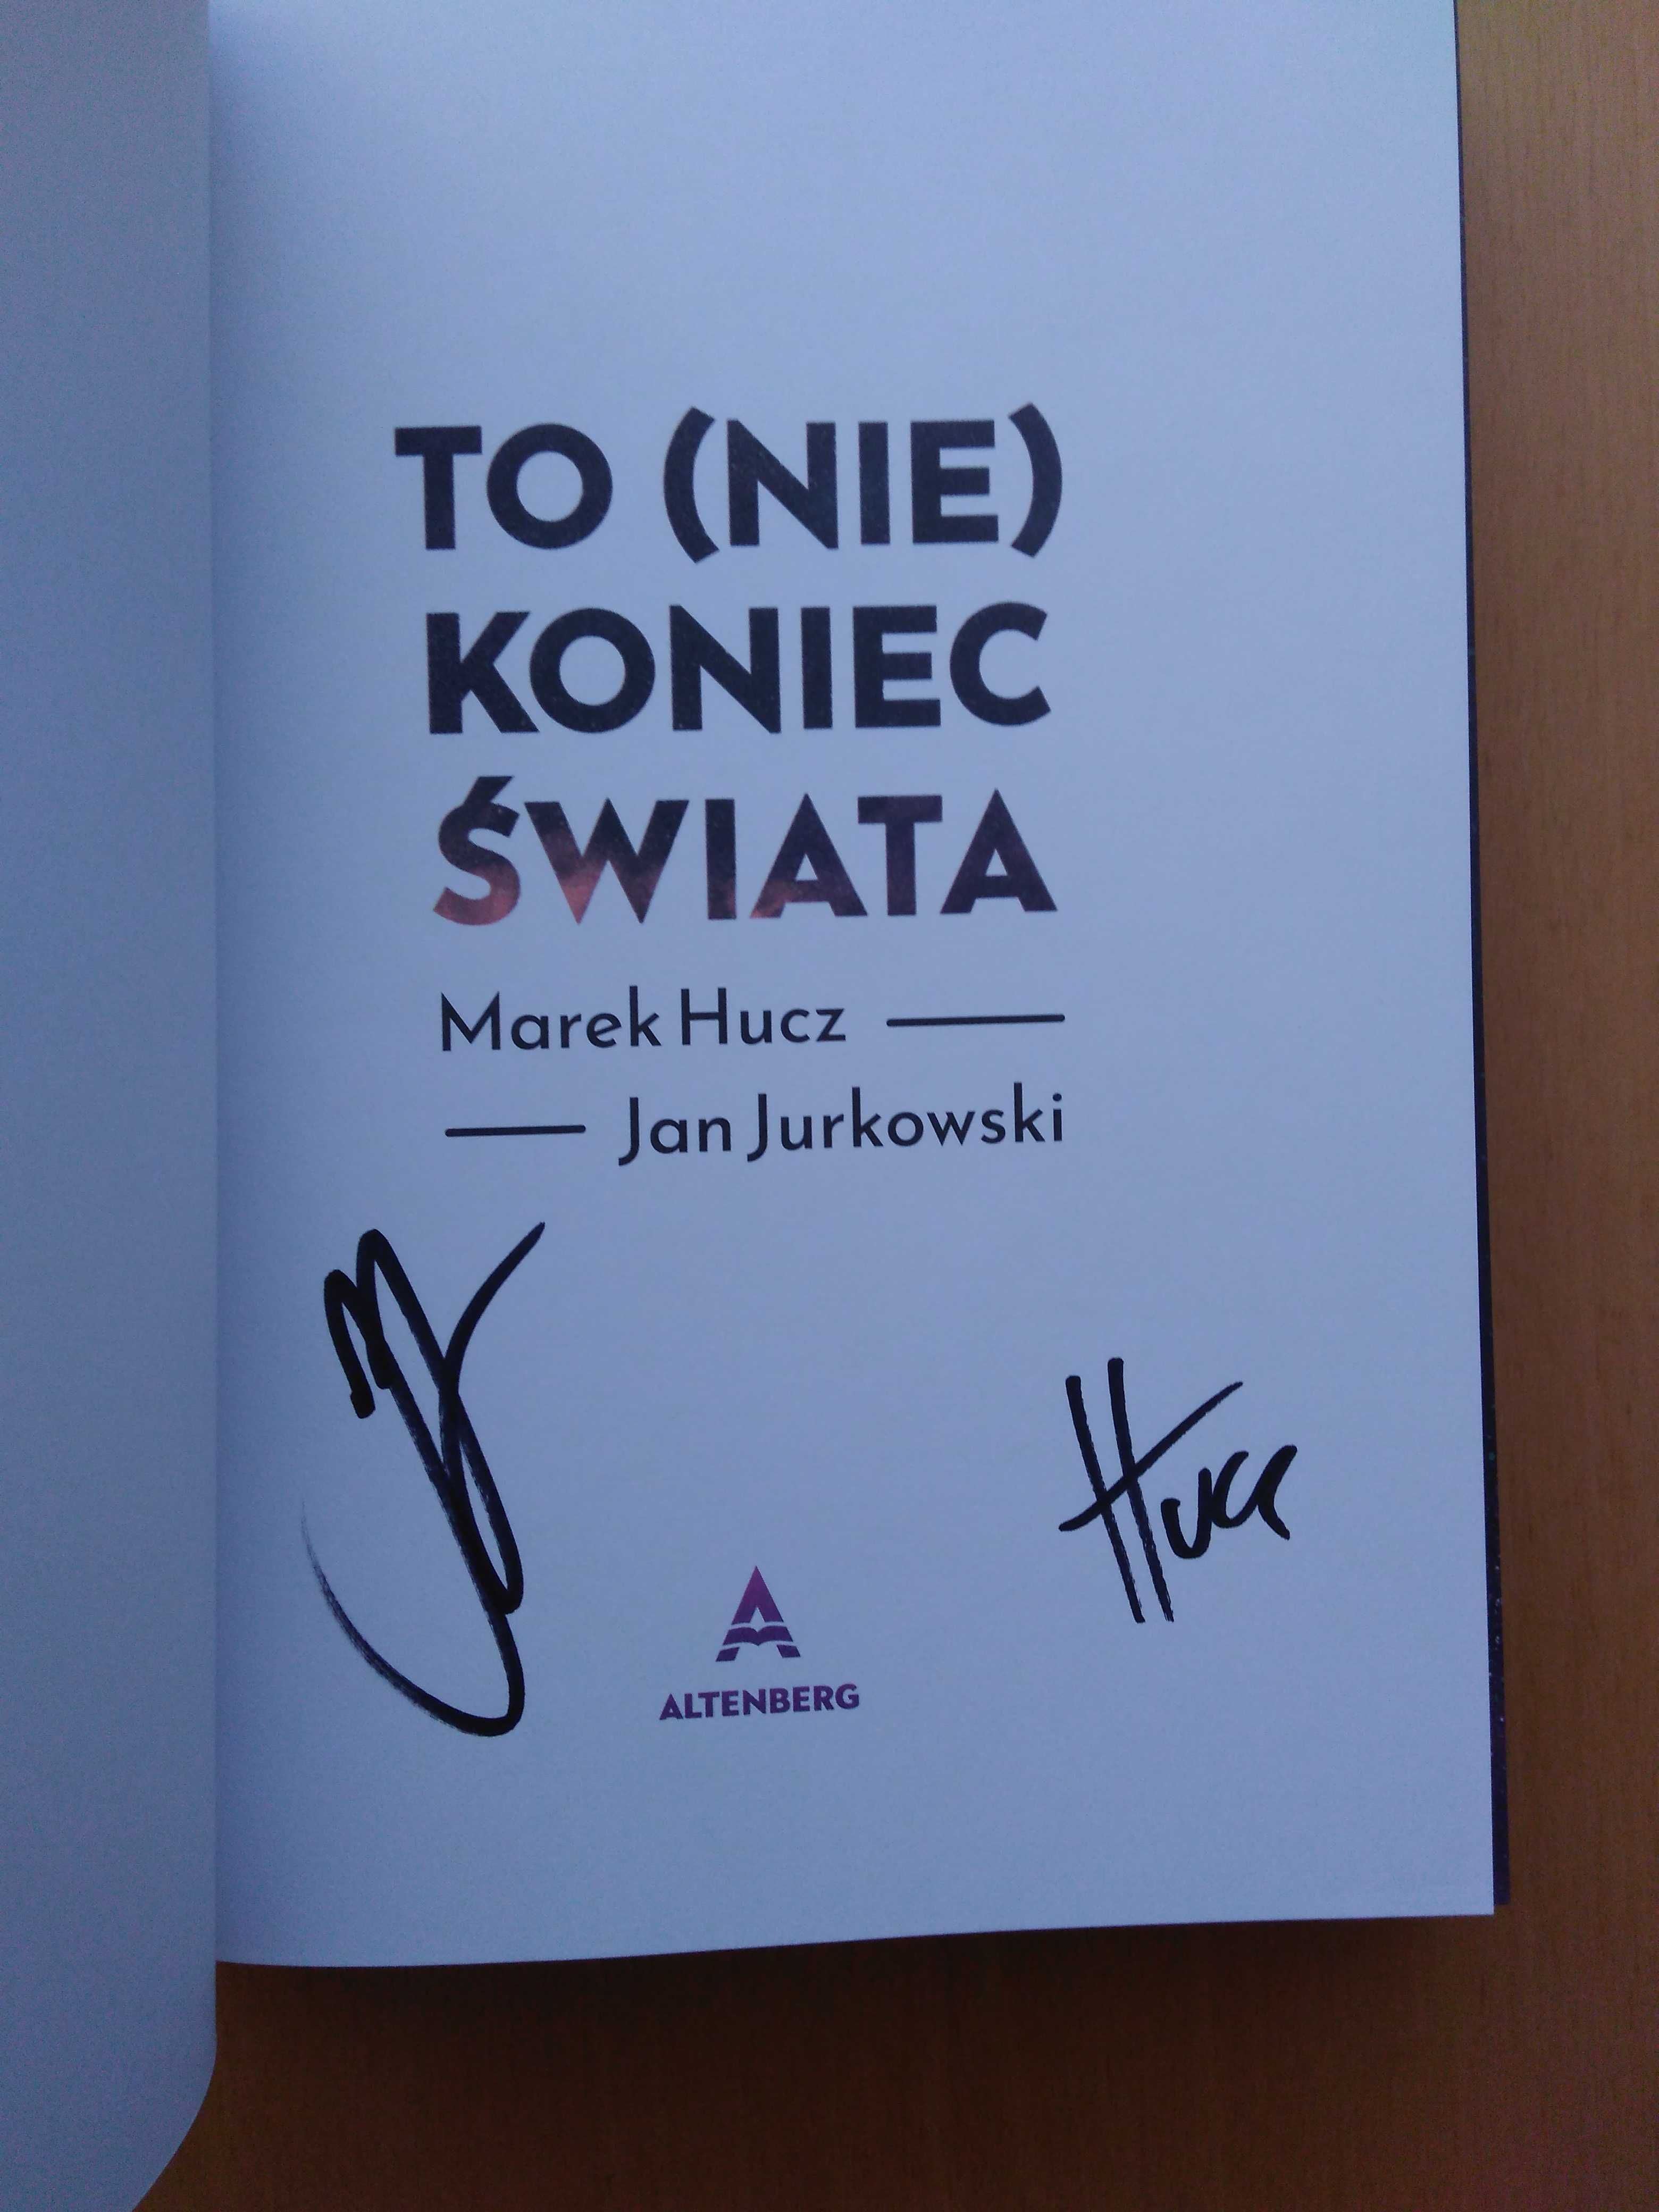 TO (NIE)
KONIEC
ŚWIATA
Marek Hucz
Jan Jurkowski
Hucz
ALTENBERG